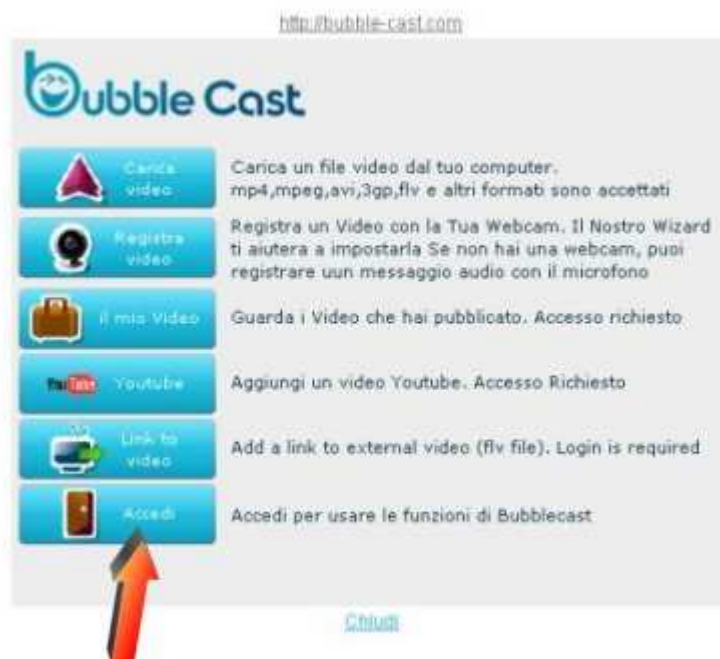 http://bubble-cast.com
bubble Cast
Carica
video
Carica un file video dal tuo computer.
mp4,mpeg,avi,3gp,flv e altri formati sono accettati
Registra
video
Registra un Video con la Tua Webcam. Il Nostro Wizard
ti aiutera a impostarla Se non hai una webcam, puoi
registrare uun messaggio audio con il microfono
il mio Video
Guarda i Video che hai pubblicato. Accesso richiesto
YouTube
Youtube
Aggiungi un video Youtube. Accesso Richiesto
Link to
video
Add a link to external video (flv file). Login is required
Accedi
Accedi per usare le funzioni di Bubblecast
Chiudi